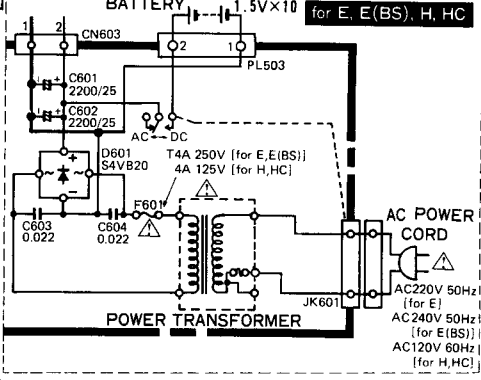 BATTERY 1.5V×10
for E, E(BS), H, HC
1 2 CN603
2 1
PL503
C601
2200/25
C602
2200/25
AC ↔ DC
D601
S4VB20
T4A 250V [for E,E(BS)]
4A 125V [for H,HC]
F601
C603
0.022
C604
0.022
POWER TRANSFORMER
JK601
AC POWER
CORD
AC220V 50Hz
[for E]
AC240V 50Hz
[for E(BS)]
AC120V 60Hz
[for H,HC]